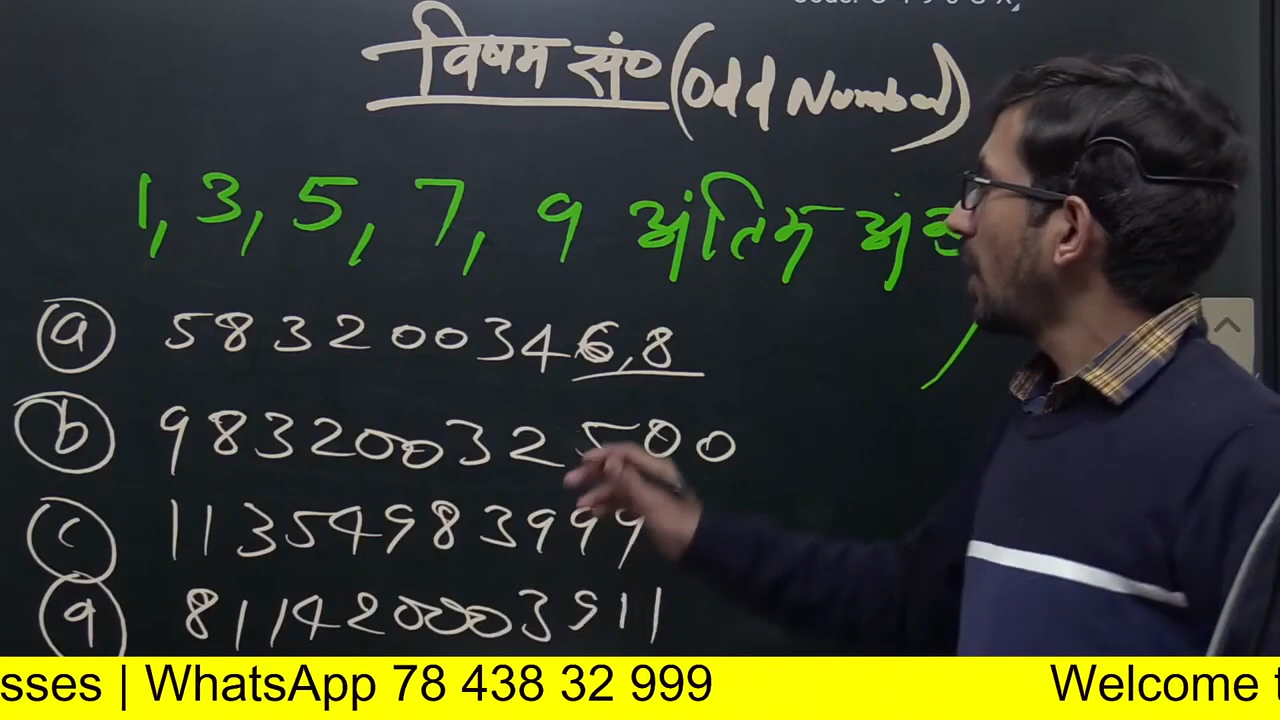 विषम सं० (Odd Number)
1, 3, 5, 7, 9 अंतिम
a 583200346,8
b 98320032500
c 11354983999
d 811420003911
sses | WhatsApp 78 438 32 999 Welcome t